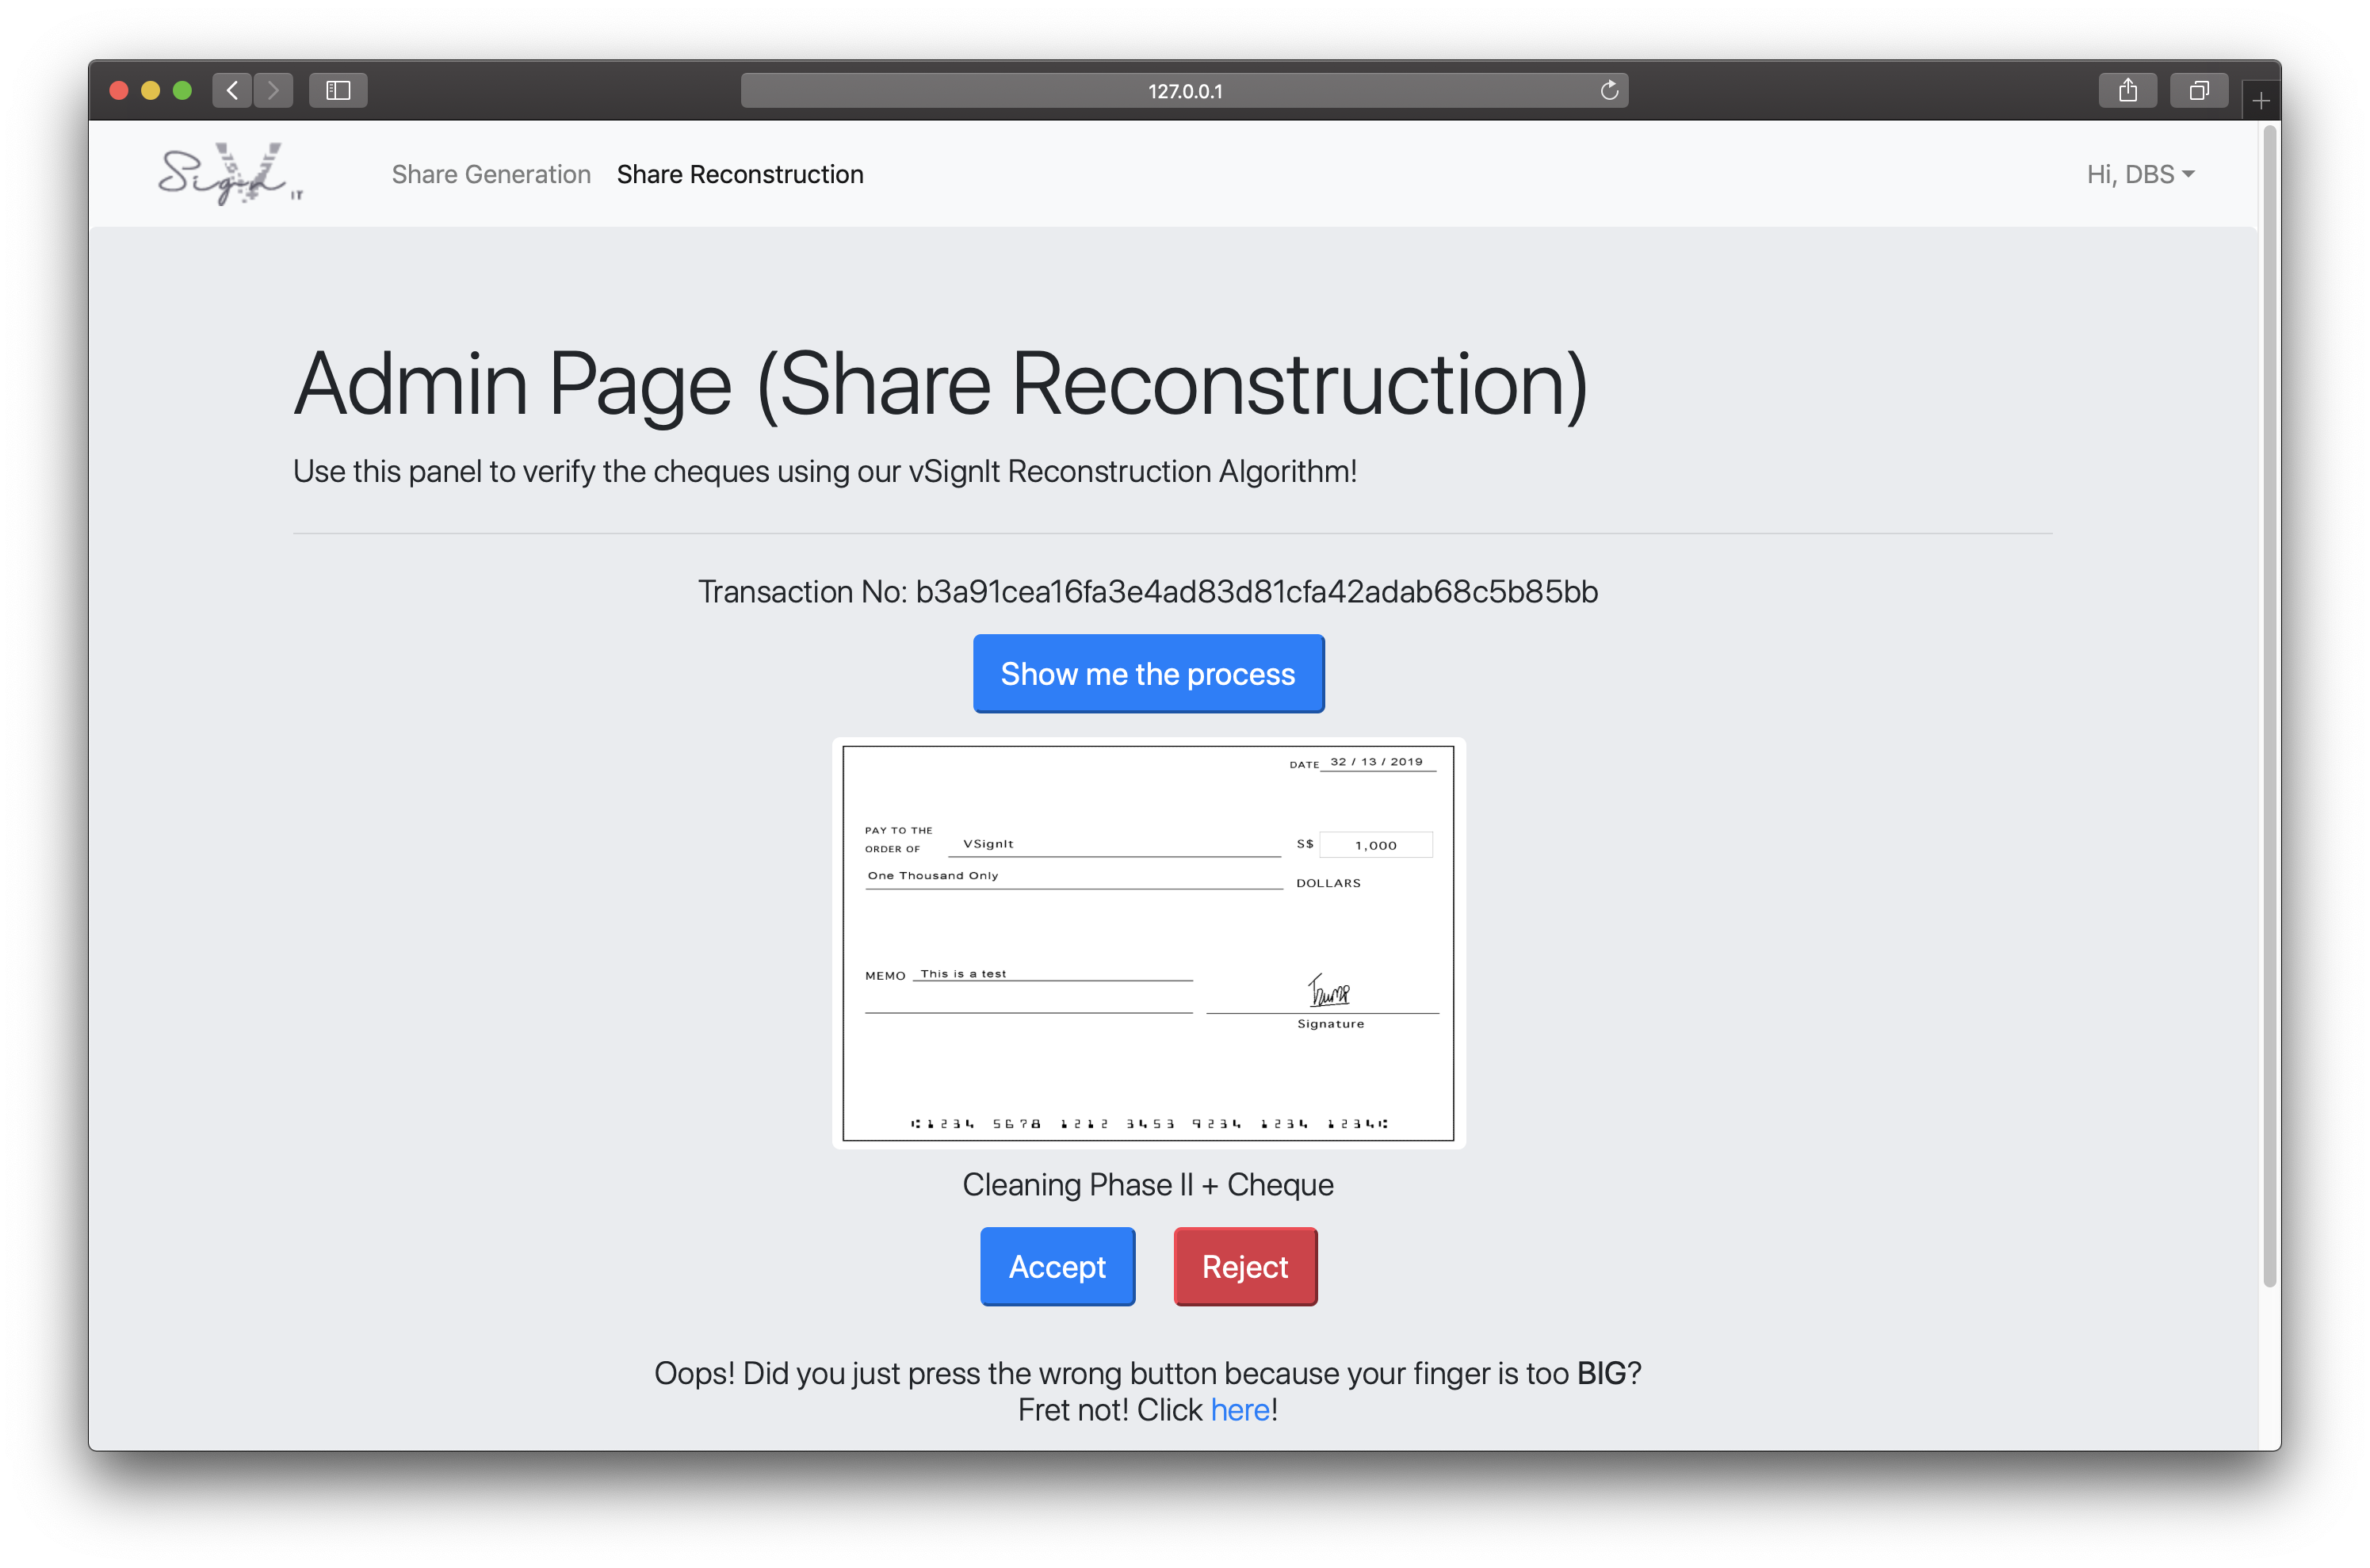 127.0.0.1
Sign V IT
Share Generation Share Reconstruction Hi, DBS
Admin Page (Share Reconstruction)
Use this panel to verify the cheques using our vSignIt Reconstruction Algorithm!
Transaction No: b3a91cea16fa3e4ad83d81cfa42adab68c5b85bb
Show me the process
DATE 32 / 13 / 2019
PAY TO THE
ORDER OF VSignIt S$ 1,000
One Thousand Only DOLLARS
MEMO This is a test
Trump
Signature
⑆1234 5678 1212 3453 9234 1234 1234⑆
Cleaning Phase II + Cheque
Accept Reject
Oops! Did you just press the wrong button because your finger is too BIG?
Fret not! Click here!